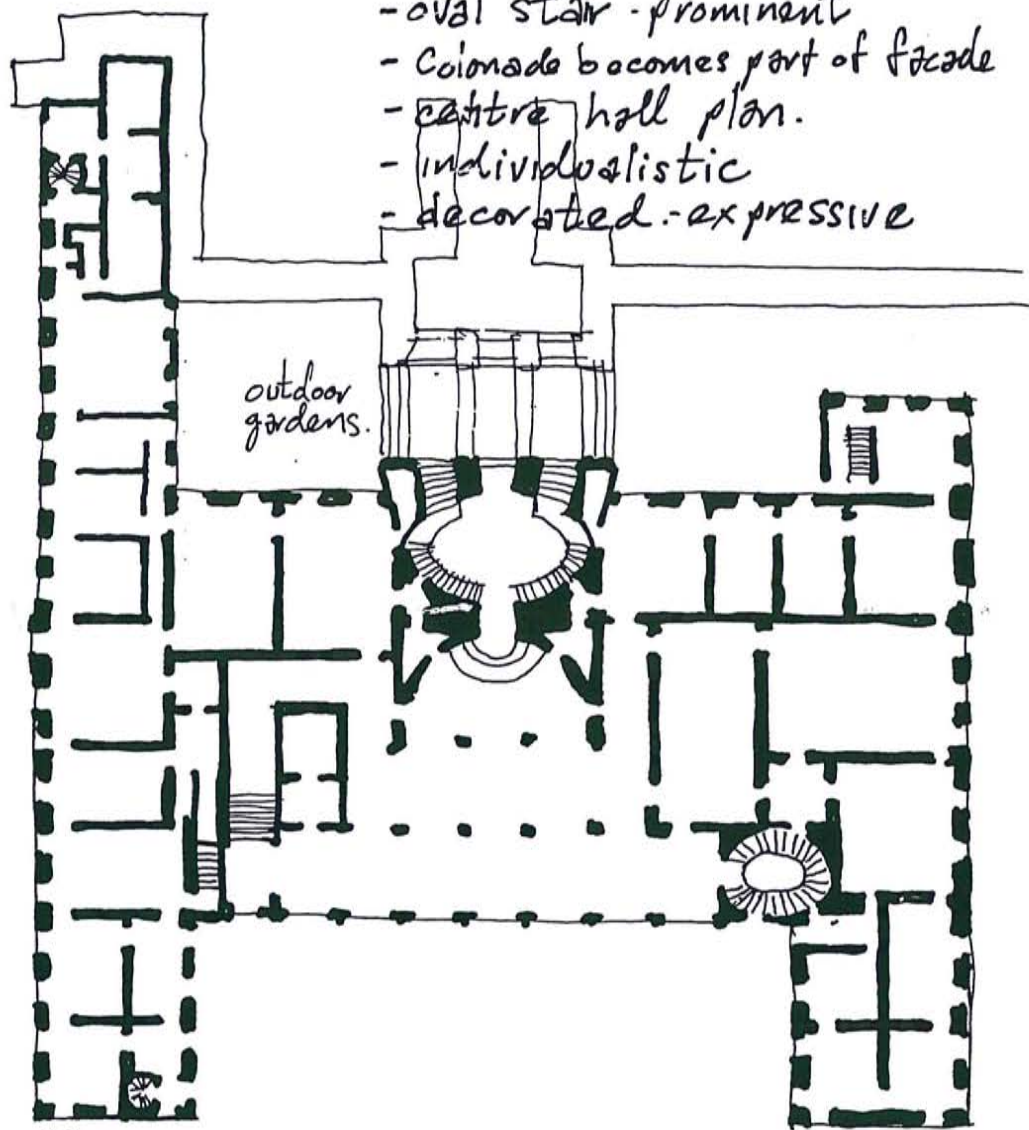 - oval stair - prominent
- Colonade becomes part of facade
- centre hall plan.
- individualistic
- decorated - expressive
outdoor
gardens.